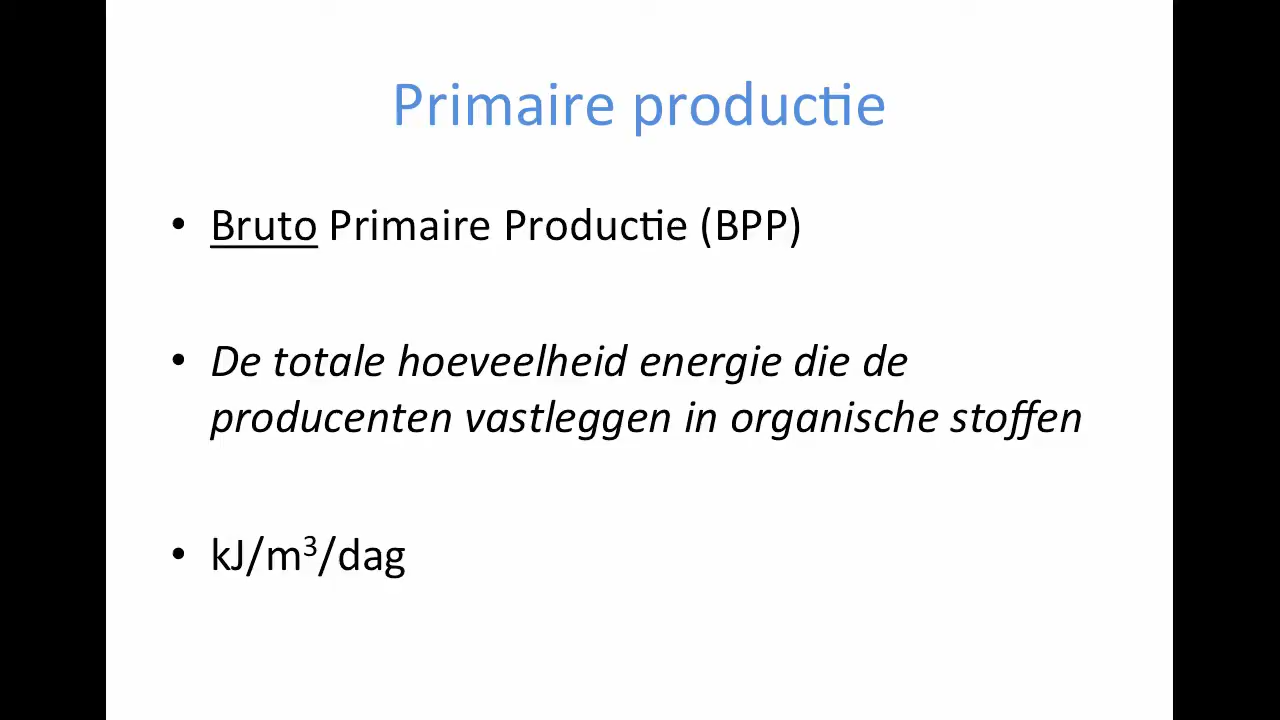 Primaire productie
• Bruto Primaire Productie (BPP)
• De totale hoeveelheid energie die de
producenten vastleggen in organische stoffen
• kJ/m³/dag